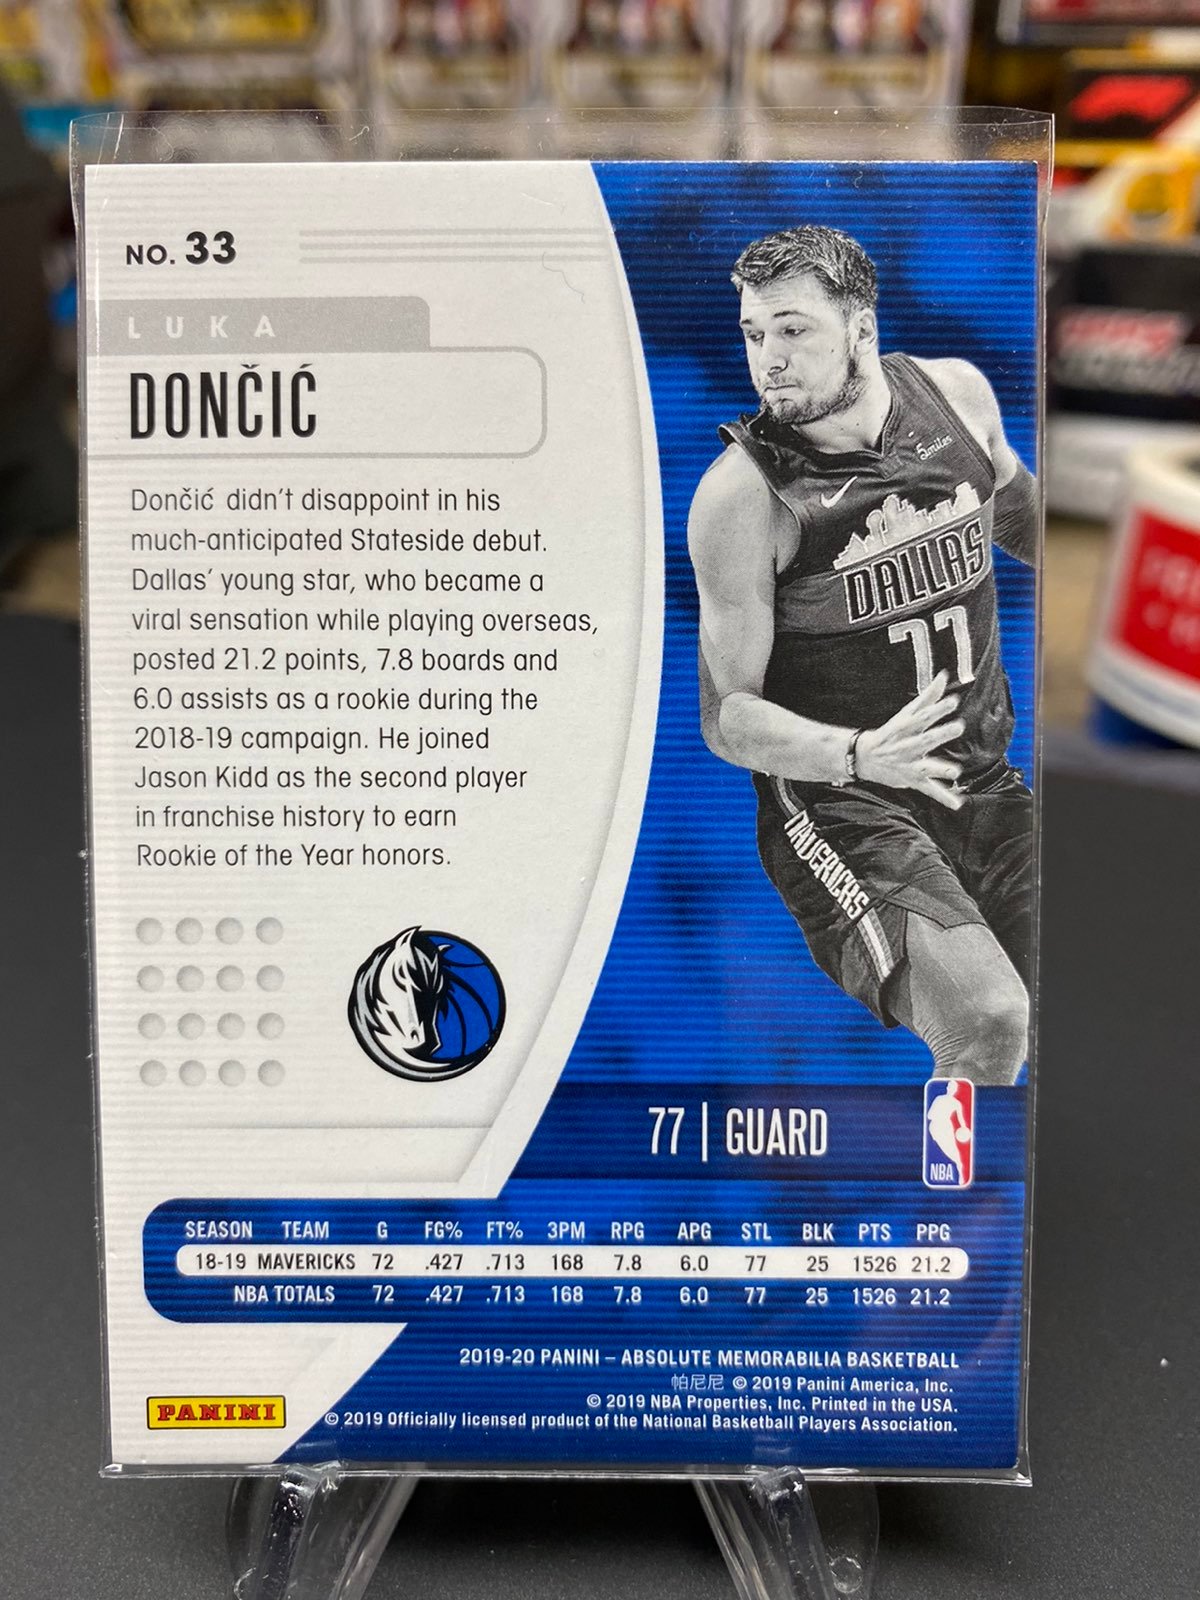 NO. 33
LUKA
DONČIĆ
Dončić didn't disappoint in his
much-anticipated Stateside debut.
Dallas' young star, who became a
viral sensation while playing overseas,
posted 21.2 points, 7.8 boards and
6.0 assists as a rookie during the
2018-19 campaign. He joined
Jason Kidd as the second player
in franchise history to earn
Rookie of the Year honors.
5miles
DALLAS
77
MAVERICKS
77 | GUARD
NBA
SEASON TEAM G FG% FT% 3PM RPG APG STL BLK PTS PPG
18-19 MAVERICKS 72 .427 .713 168 7.8 6.0 77 25 1526 21.2
NBA TOTALS 72 .427 .713 168 7.8 6.0 77 25 1526 21.2
2019-20 PANINI – ABSOLUTE MEMORABILIA BASKETBALL
帕尼尼 © 2019 Panini America, Inc.
© 2019 NBA Properties, Inc. Printed in the USA.
© 2019 Officially licensed product of the National Basketball Players Association.
PANINI